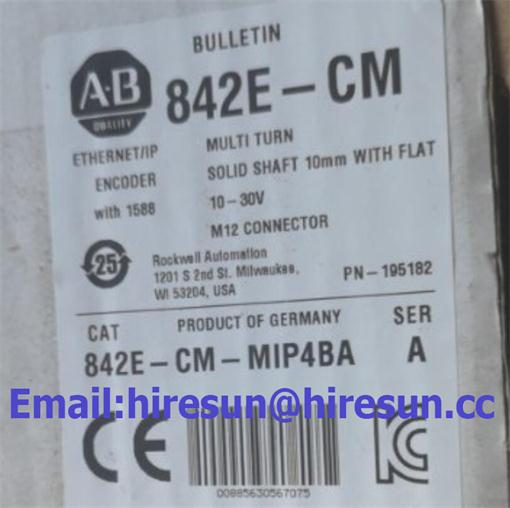 BULLETIN
A-B
QUALITY
842E-CM
ETHERNET/IP
ENCODER
with 1588
MULTI TURN
SOLID SHAFT 10mm WITH FLAT
10-30V
M12 CONNECTOR
25
Rockwell Automation
1201 S 2nd St. Milwaukee,
WI 53204, USA
PN-195182
CAT
PRODUCT OF GERMANY
SER
842E-CM-MIP4BA
A
Email:hiresun@hiresun.cc
CE
KC
00885630567075